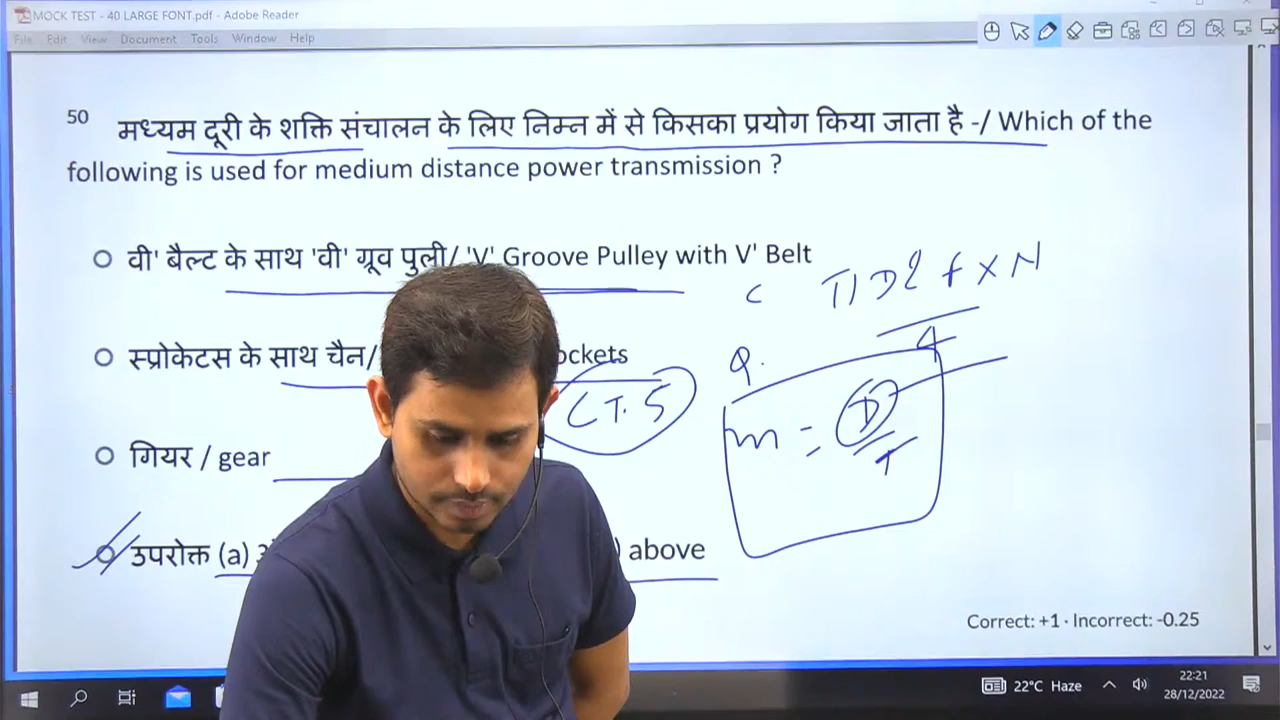 MOCK TEST - 40 LARGE FONT.pdf - Adobe Reader
File Edit View Document Tools Window Help
50 मध्यम दूरी के शक्ति संचालन के लिए निम्न में से किसका प्रयोग किया जाता है -/ Which of the
following is used for medium distance power transmission ?
वी' बैल्ट के साथ 'वी' ग्रूव पुली/ 'V' Groove Pulley with V' Belt
स्प्रोकेटस के साथ चैन/
गियर / gear
उपरोक्त (a) above
Q.
m = D
T
4
Correct: +1 · Incorrect: -0.25
22°C Haze
22:21
28/12/2022